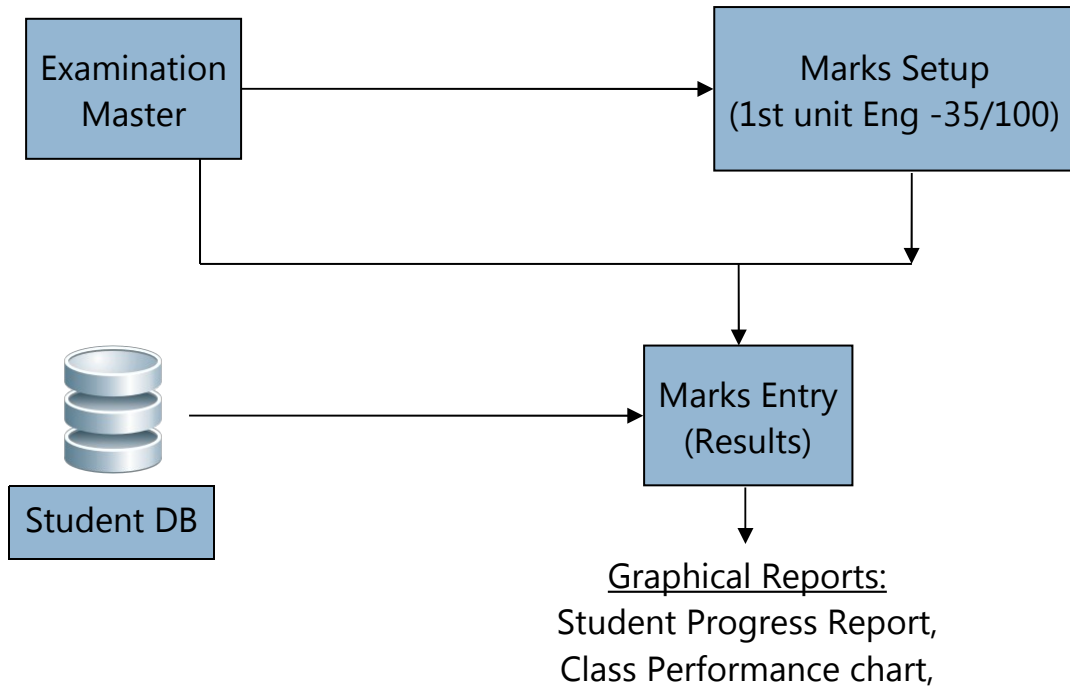 Examination
Master
Marks Setup
(1st unit Eng -35/100)
Marks Entry
(Results)
Student DB
Graphical Reports:
Student Progress Report,
Class Performance chart,